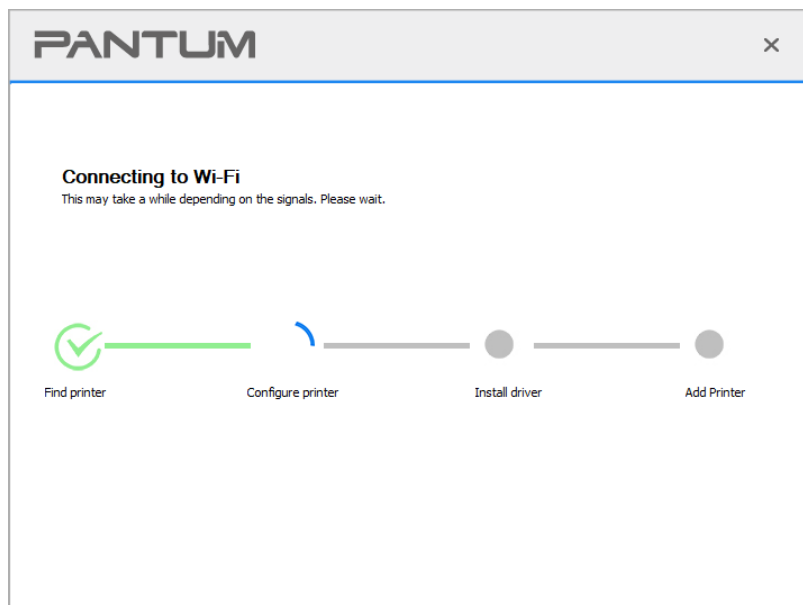 PANTUM
Connecting to Wi-Fi
This may take a while depending on the signals. Please wait.
Find printer
Configure printer
Install driver
Add Printer